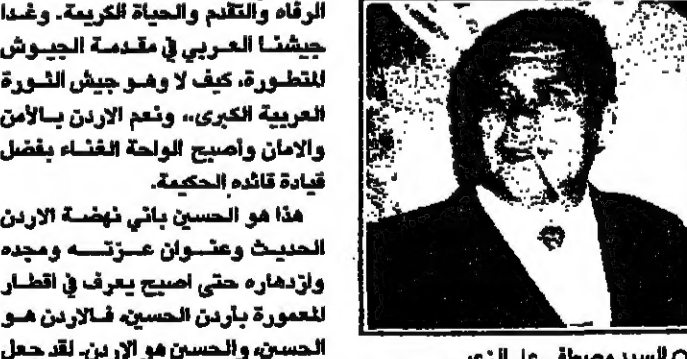 الرفاه والتقدم والحياة الكريمة. وغدا
جيشنا العربي في مقدمة الجيوش
المتطورة، كيف لا وهو جيش الثورة
العربية الكبرى،، ونعم الاردن بالأمن
والامان وأصبح الواحة الغناء بفضل
قيادة قائده الحكيمة.
هذا هو الحسين باني نهضة الاردن
الحديث وعنوان عزته ومجده
وازدهاره حتى اصبح يعرف في اقطار
المعمورة بأردن الحسين، فالاردن هو
الحسين، والحسين هو الاردن. لقد جعل
السيد مصطفى علي